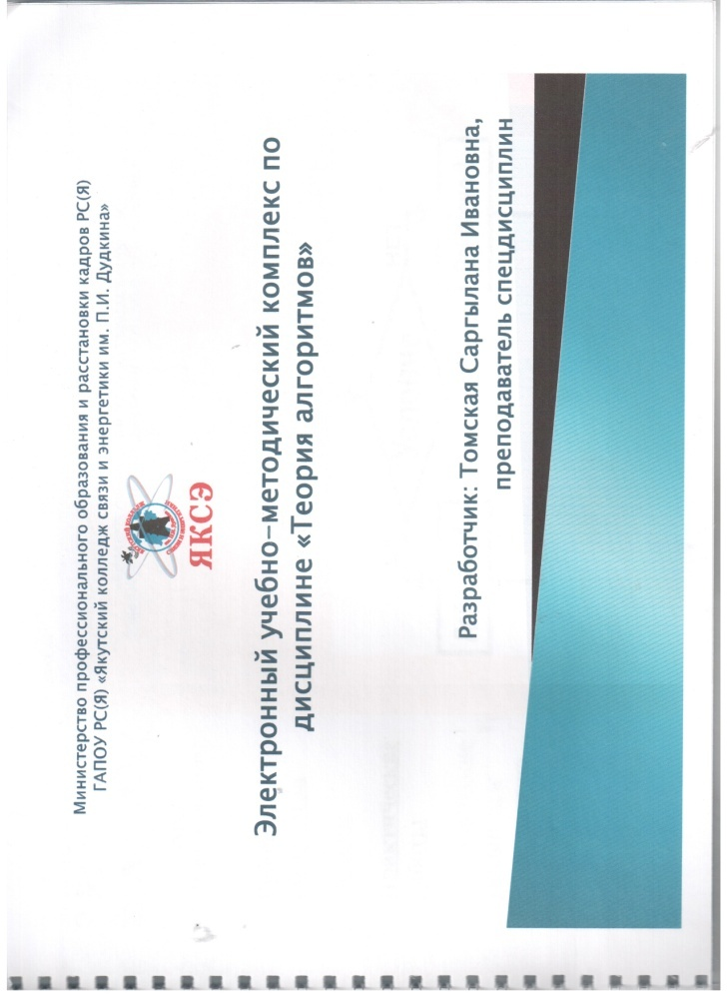 Министерство профессионального образования и расстановки кадров РС(Я)
ГАПОУ РС(Я) «Якутский колледж связи и энергетики им. П.И. Дудкина»
ЯКСЭ
Электронный учебно-методический комплекс по
дисциплине «Теория алгоритмов»
Разработчик: Томская Саргылана Ивановна,
преподаватель спецдисциплин